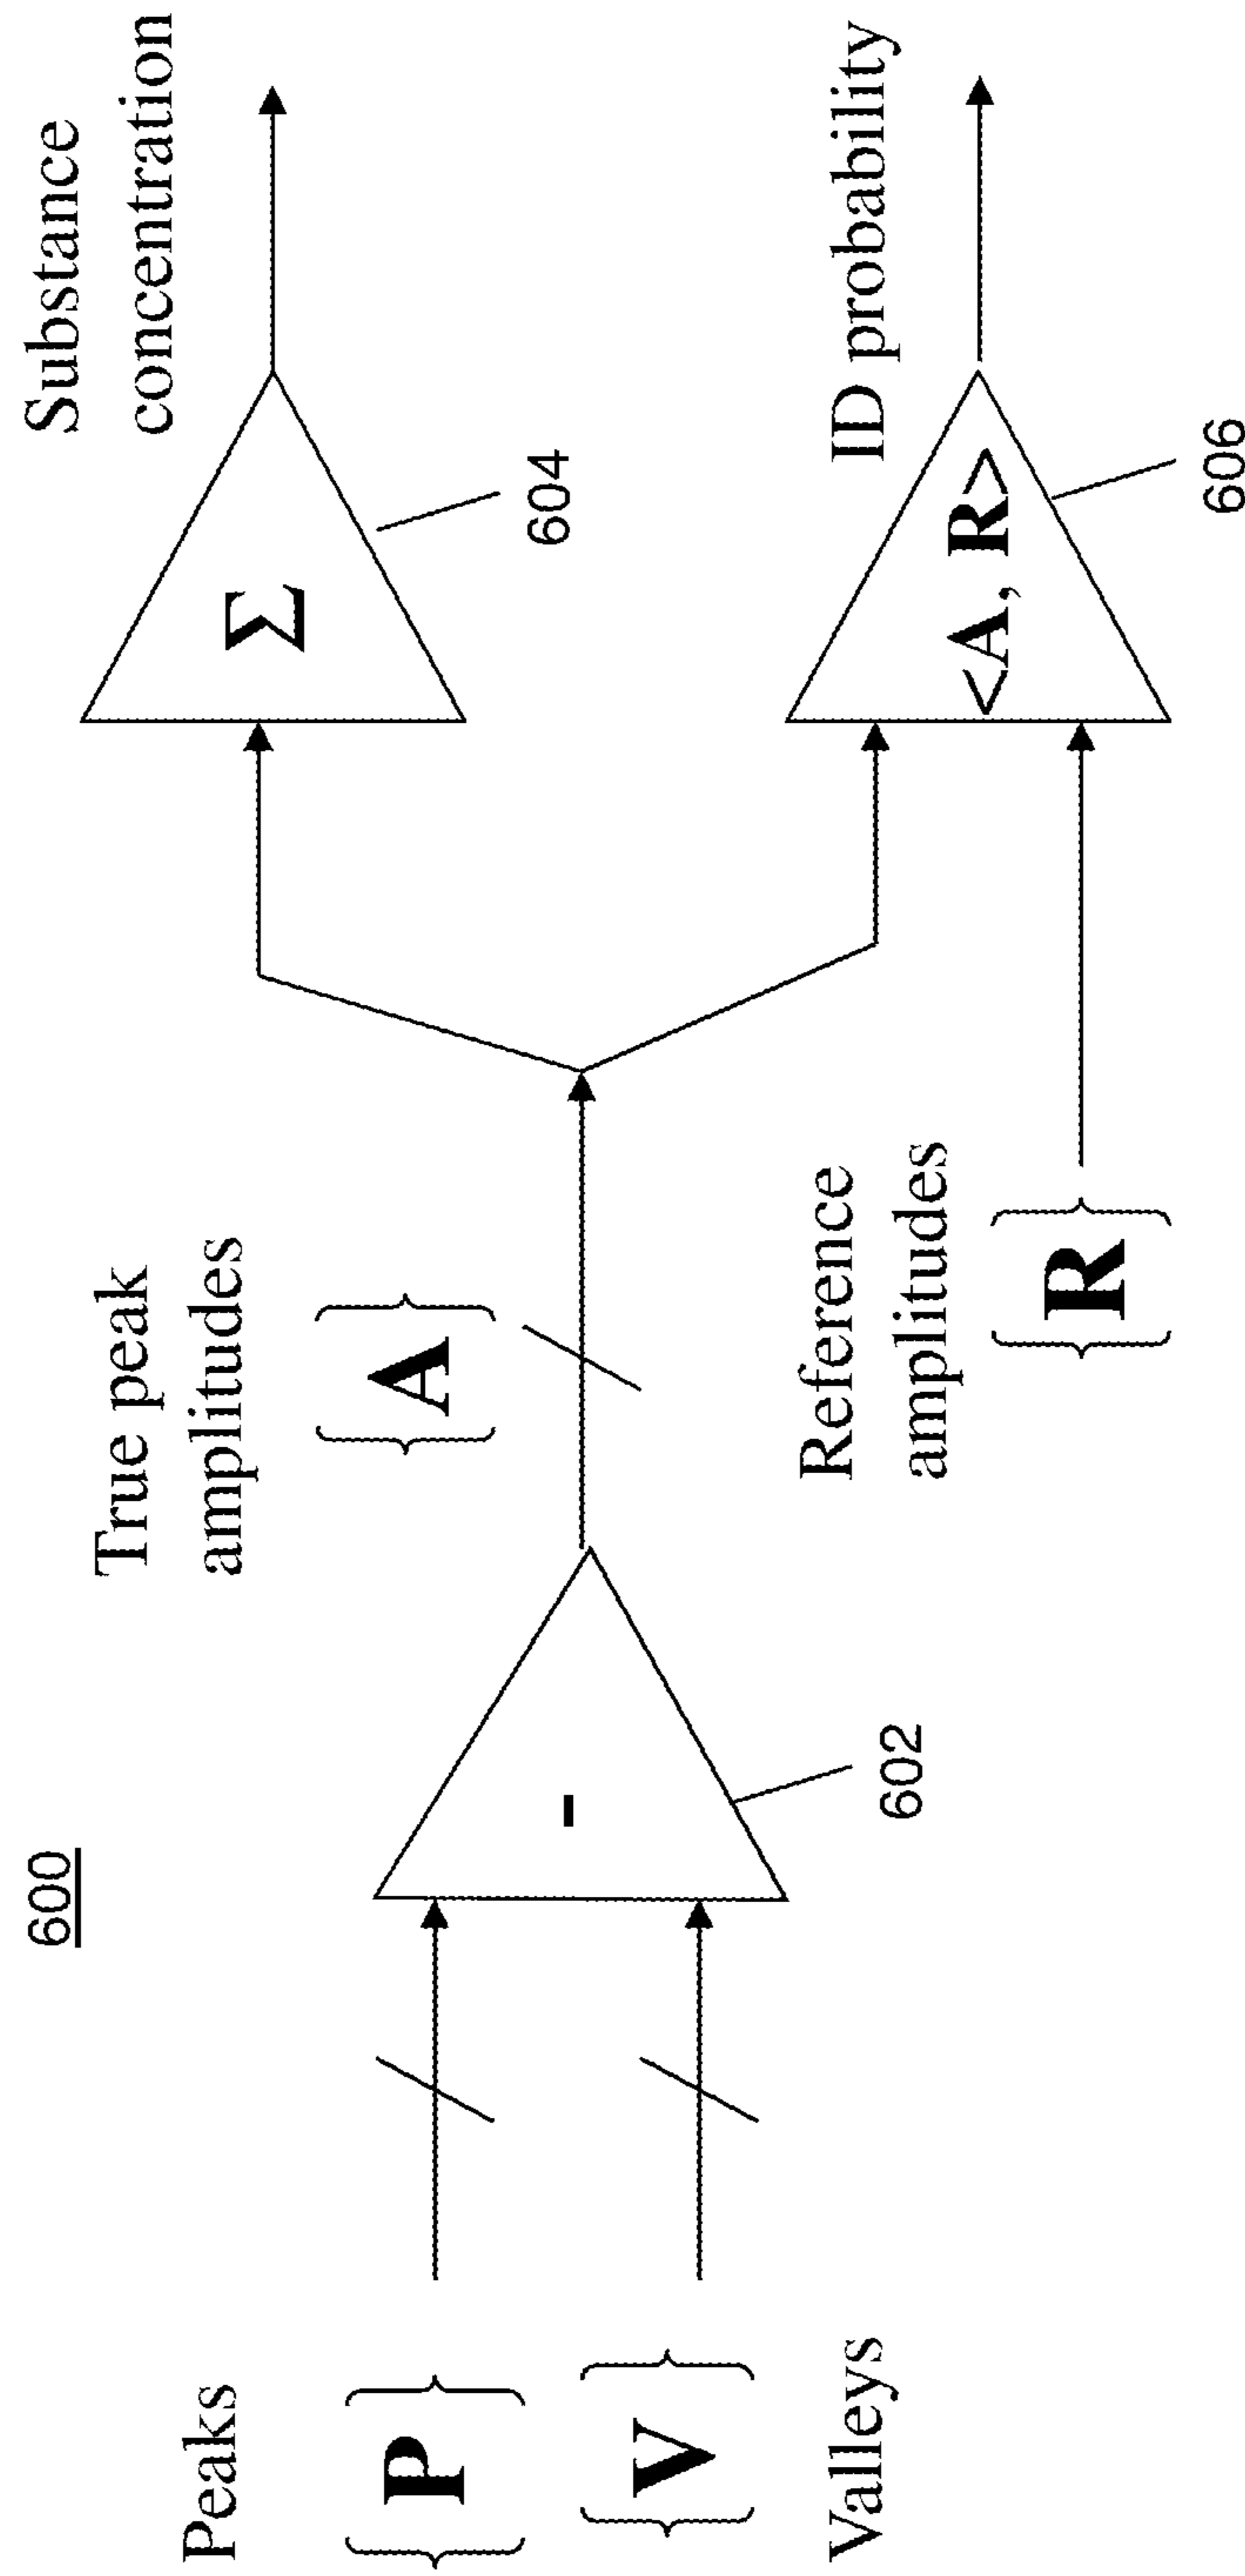 600
Peaks
{P}
{V}
Valleys
-
602
True peak
amplitudes
{A}
Reference
amplitudes
{R}
Σ
604
Substance
concentration
<A, R>
606
ID probability